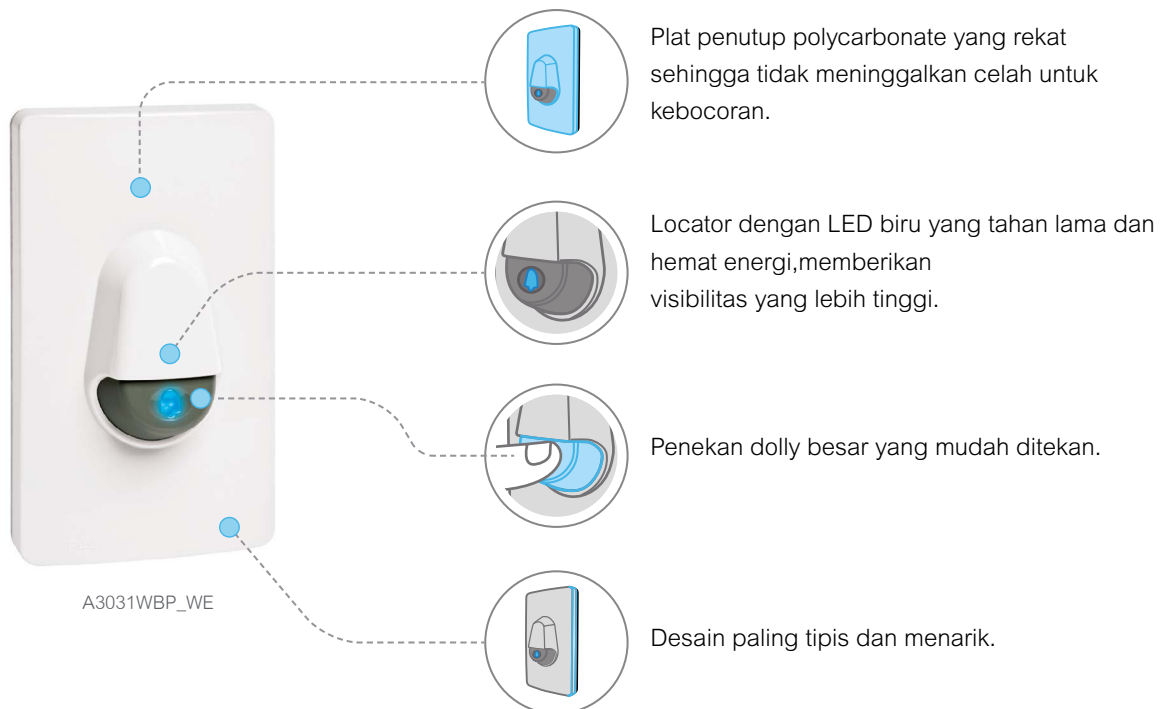 Plat penutup polycarbonate yang rekat
sehingga tidak meninggalkan celah untuk
kebocoran.
Locator dengan LED biru yang tahan lama dan
hemat energi,memberikan
visibilitas yang lebih tinggi.
Penekan dolly besar yang mudah ditekan.
A3031WBP_WE
Desain paling tipis dan menarik.